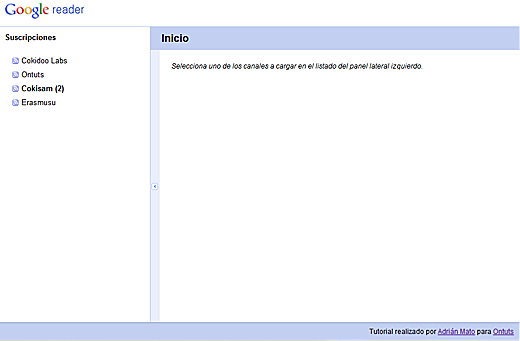 Google reader
Suscripciones
Inicio
Cokidoo Labs
Ontuts
Cokisam (2)
Erasmusu
Selecciona uno de los canales a cargar en el listado del panel lateral izquierdo.
Tutorial realizado por Adrián Mato para Ontuts